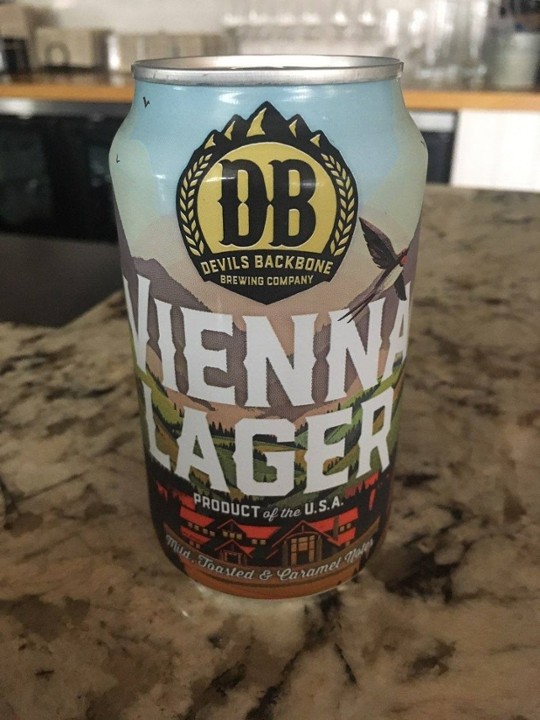 DB
DEVILS BACKBONE
BREWING COMPANY
VIENNA
LAGER
PRODUCT of the U.S.A.
Mild, Toasted & Caramel Notes